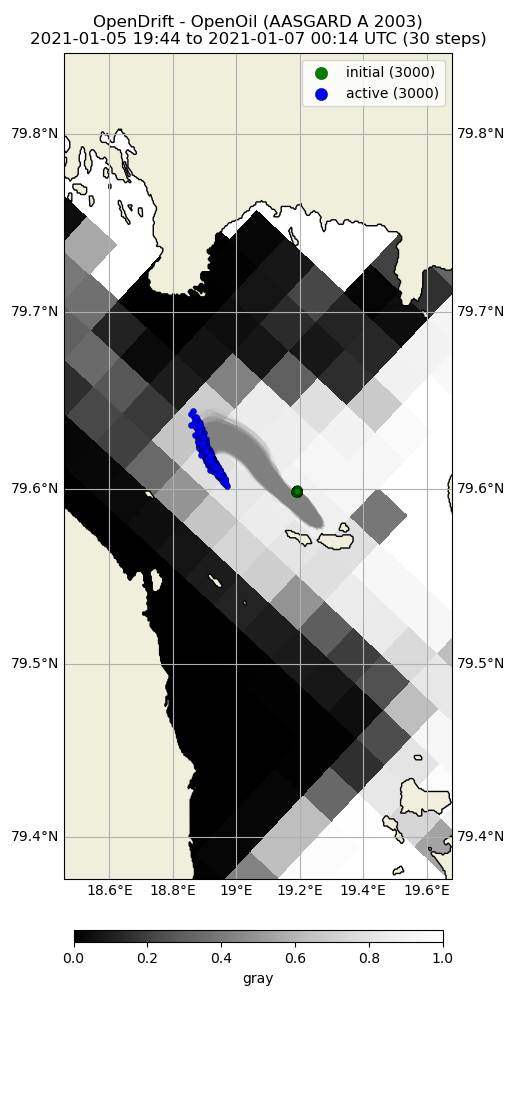 OpenDrift - OpenOil (AASGARD A 2003)
2021-01-05 19:44 to 2021-01-07 00:14 UTC (30 steps)
initial (3000)
active (3000)
79.8°N 79.8°N
79.7°N 79.7°N
79.6°N 79.6°N
79.5°N 79.5°N
79.4°N 79.4°N
18.6°E 18.8°E 19°E 19.2°E 19.4°E 19.6°E
0.0 0.2 0.4 0.6 0.8 1.0
gray